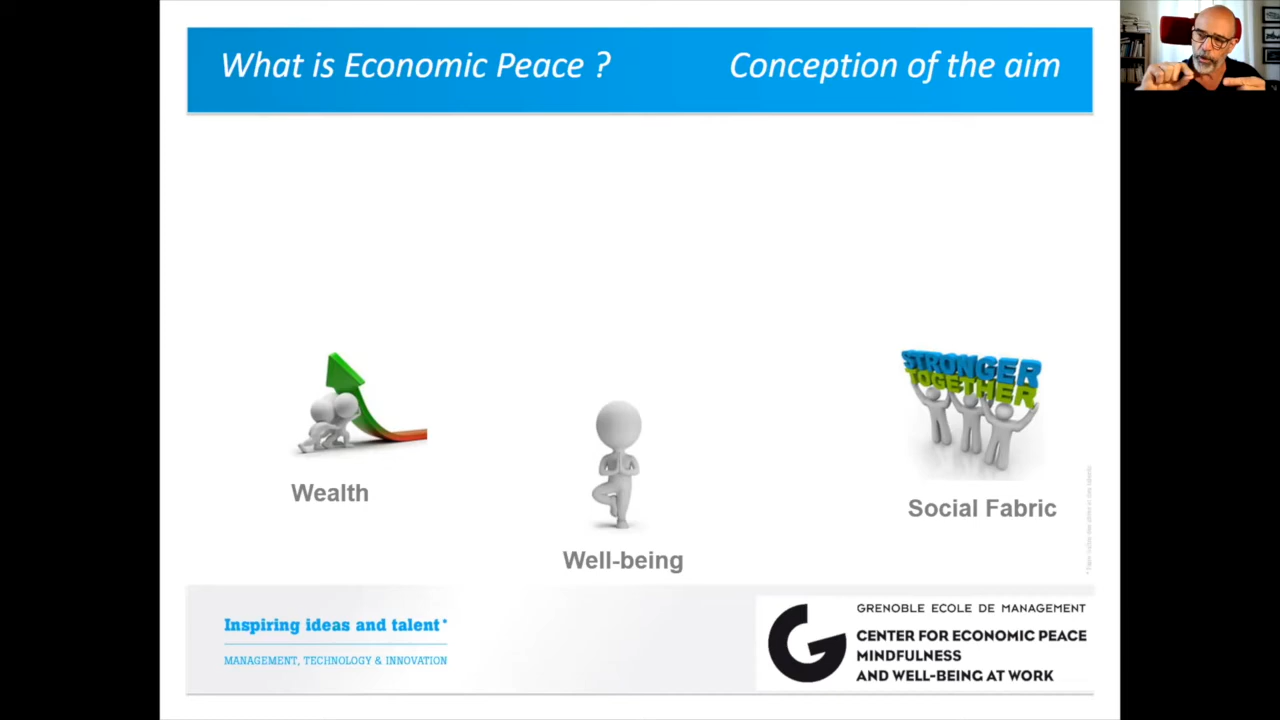 What is Economic Peace ?
Conception of the aim
STRONGER
TOGETHER
Wealth
Well-being
Social Fabric
Inspiring ideas and talent*
MANAGEMENT, TECHNOLOGY & INNOVATION
GRENOBLE ECOLE DE MANAGEMENT
CENTER FOR ECONOMIC PEACE
MINDFULNESS
AND WELL-BEING AT WORK